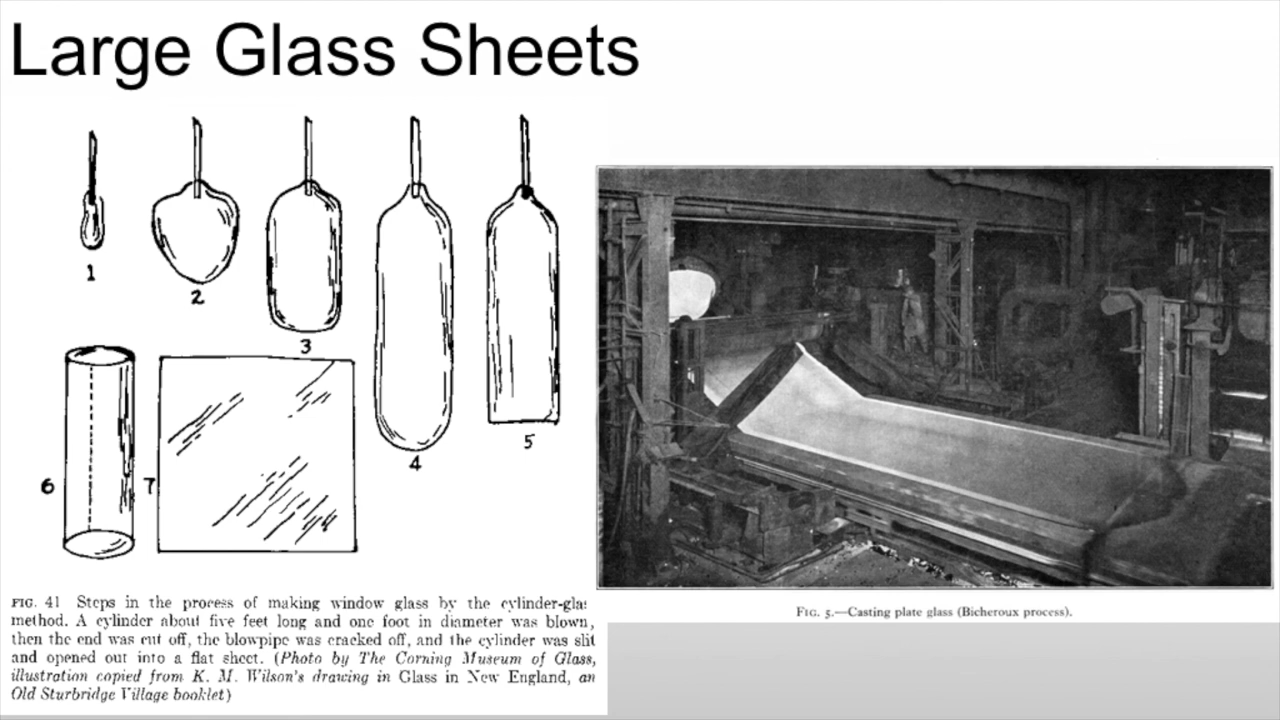 Large Glass Sheets
1
2
3
4
5
6
7
FIG. 41 Steps in the process of making window glass by the cylinder-gla
method. A cylinder about five feet long and one foot in diameter was blown,
then the end was cut off, the blowpipe was cracked off, and the cylinder was slit
and opened out into a flat sheet. (Photo by The Corning Museum of Glass,
illustration copied from K. M. Wilson's drawing in Glass in New England, an
Old Sturbridge Village booklet)
FIG. 5.—Casting plate glass (Bicheroux process).